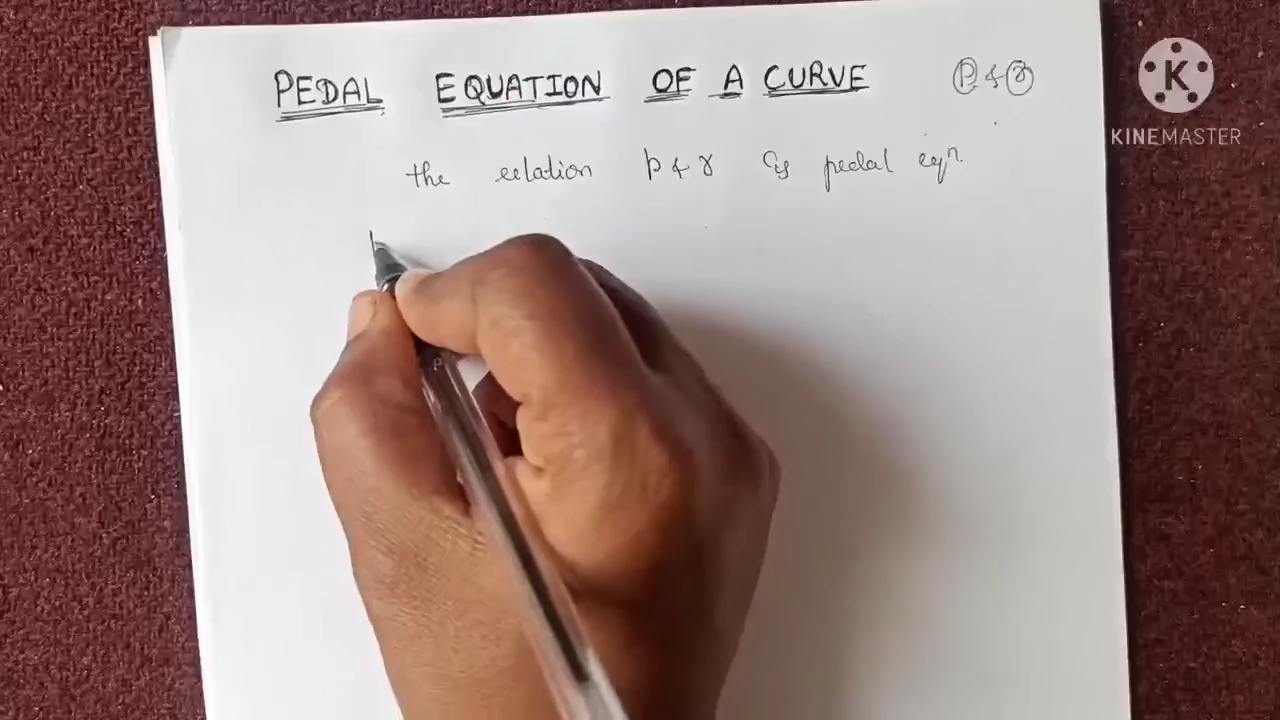 PEDAL EQUATION OF A CURVE P & r
the relation p & r is pedal eqn.
K
KINEMASTER